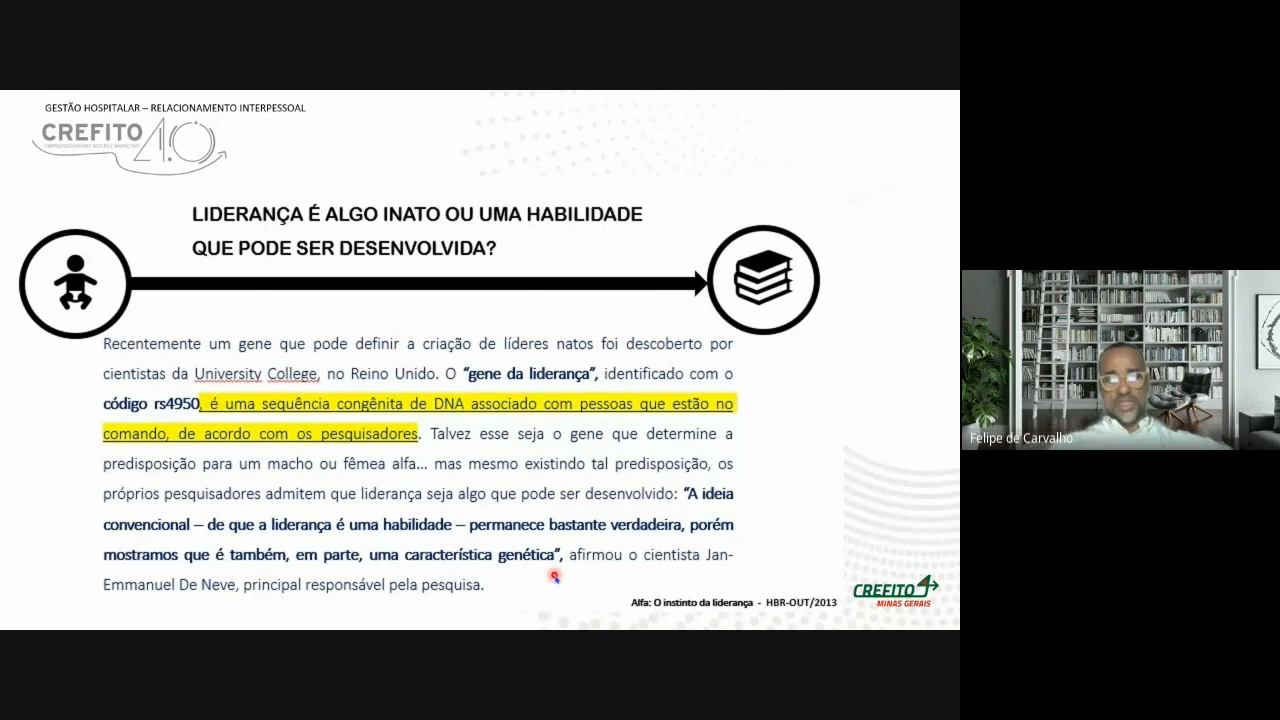 GESTÃO HOSPITALAR – RELACIONAMENTO INTERPESSOAL
CREFITO 4.0
LIDERANÇA É ALGO INATO OU UMA HABILIDADE
QUE PODE SER DESENVOLVIDA?
Recentemente um gene que pode definir a criação de líderes natos foi descoberto por
cientistas da University College, no Reino Unido. O “gene da liderança”, identificado com o
código rs4950, é uma sequência congênita de DNA associado com pessoas que estão no
comando, de acordo com os pesquisadores. Talvez esse seja o gene que determine a
predisposição para um macho ou fêmea alfa... mas mesmo existindo tal predisposição, os
próprios pesquisadores admitem que liderança seja algo que pode ser desenvolvido: “A ideia
convencional – de que a liderança é uma habilidade – permanece bastante verdadeira, porém
mostramos que é também, em parte, uma característica genética”, afirmou o cientista Jan-
Emmanuel De Neve, principal responsável pela pesquisa.
Alfa: O instinto da liderança - HBR-OUT/2013
CREFITO4
MINAS GERAIS
Felipe de Carvalho